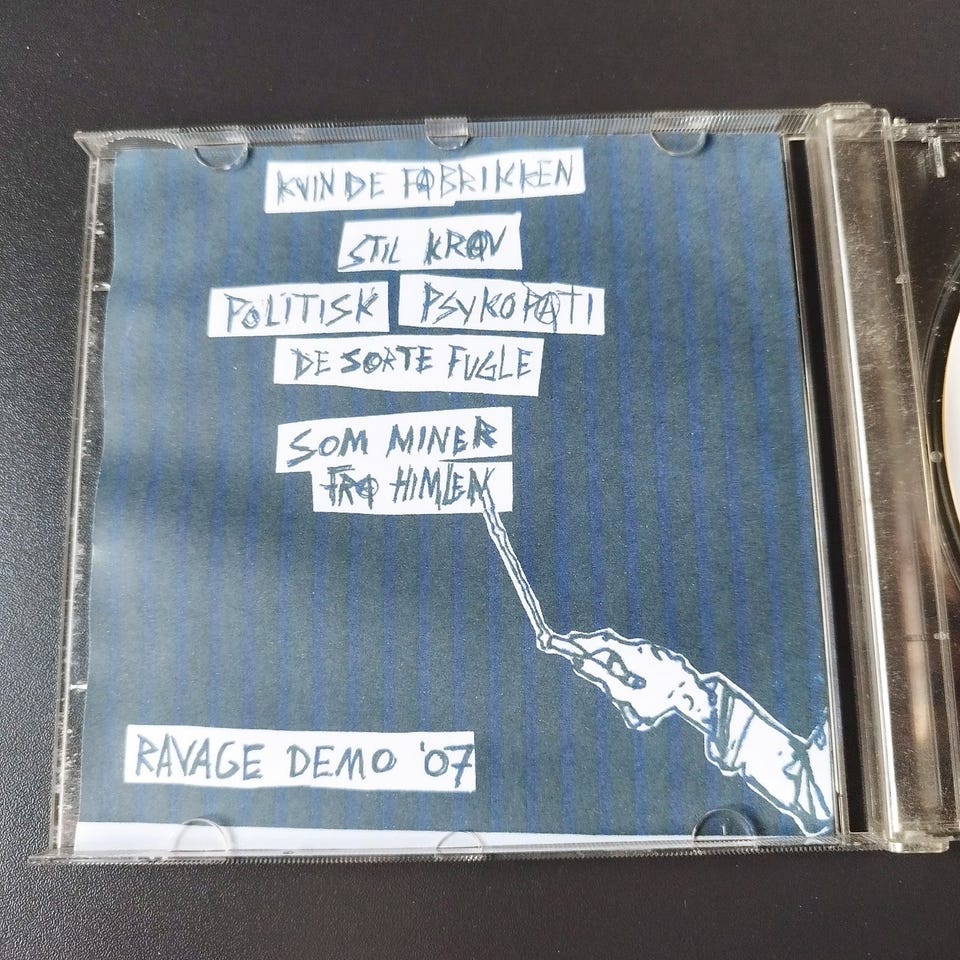 KVINDE FABRIKKEN
STIL KRAV
POLITISK PSYKOPATI
DE SORTE FUGLE
SOM MINER
FRA HIMLEN
RAVAGE DEMO '07